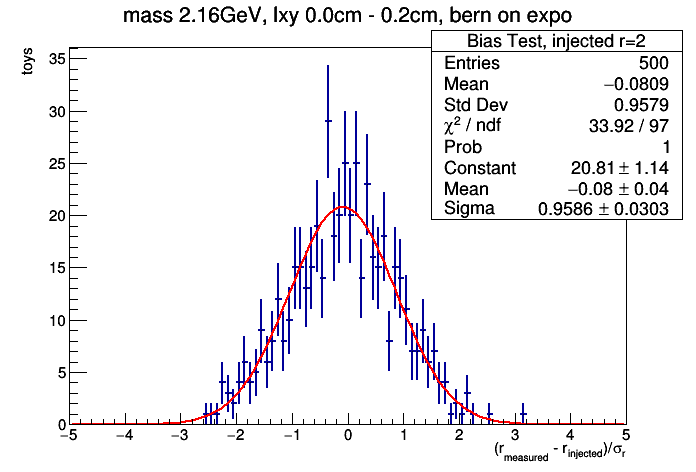 mass 2.16GeV, lxy 0.0cm - 0.2cm, bern on expo
Bias Test, injected r=2
Entries 500
Mean −0.0809
Std Dev 0.9579
χ² / ndf 33.92 / 97
Prob 1
Constant 20.81 ± 1.14
Mean −0.08 ± 0.04
Sigma 0.9586 ± 0.0303
toys
35
30
25
20
15
10
5
0
−5 −4 −3 −2 −1 0 1 2 3 4 5
(r_measured - r_injected)/σ_r